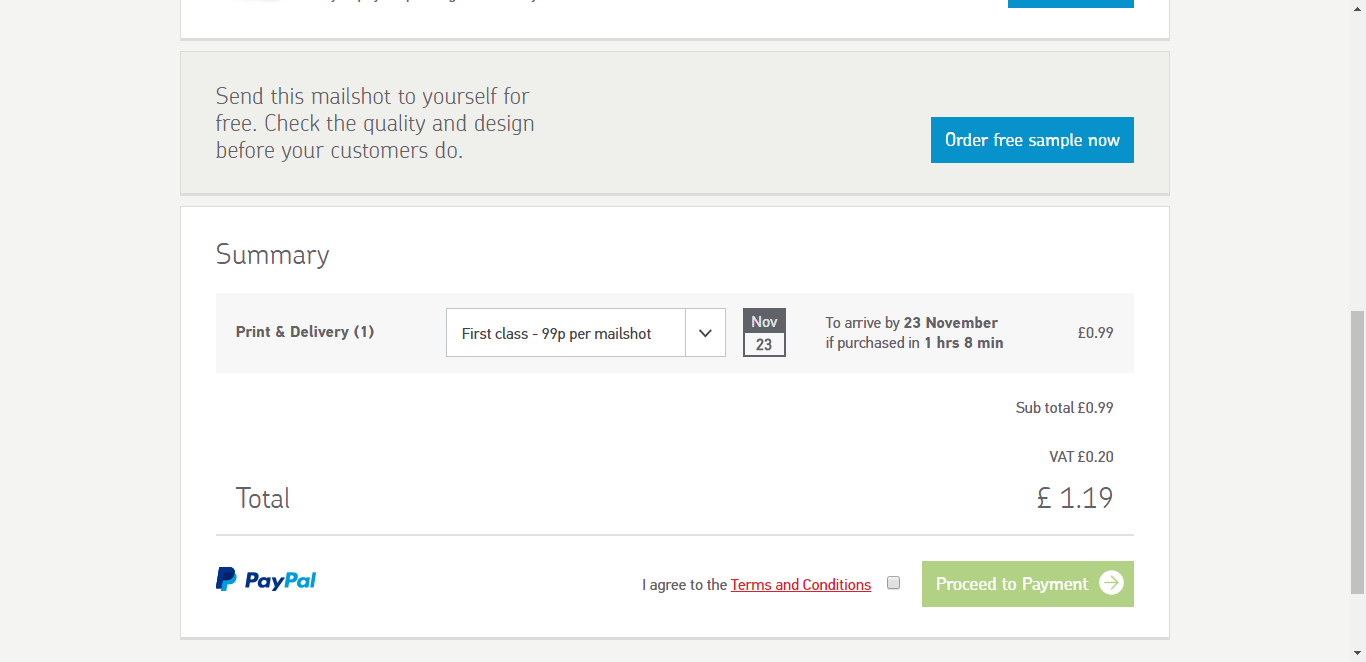 Send this mailshot to yourself for
free. Check the quality and design
before your customers do.
Order free sample now
Summary
Print & Delivery (1)
First class - 99p per mailshot
Nov
23
To arrive by 23 November
if purchased in 1 hrs 8 min
£0.99
Sub total £0.99
VAT £0.20
Total
£ 1.19
PayPal
I agree to the Terms and Conditions
Proceed to Payment